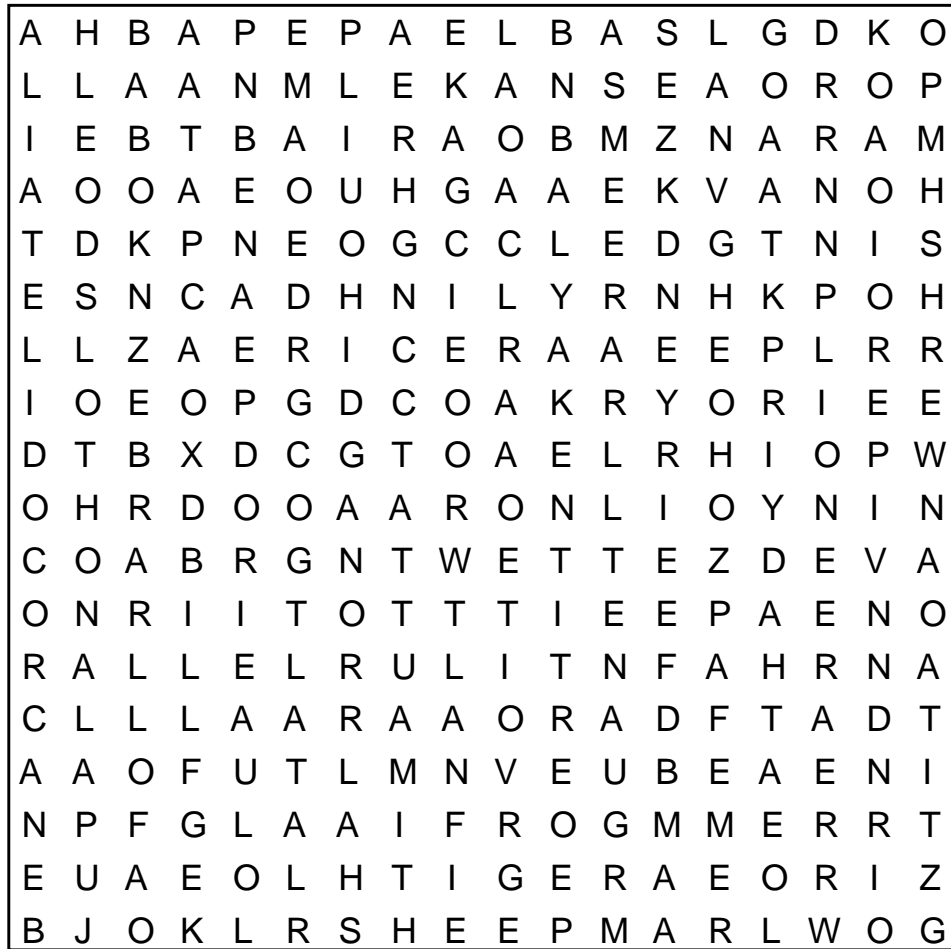 A H B A P E P A E L B A S L G D K O
L L A A N M L E K A N S E A O R O P
I E B T B A I R A O B M Z N A R A M
A O O A E O U H G A A E K V A N O H
T D K P N E O G C C L E D G T N I S
E S N C A D H N I L Y R N H K P O H
L L Z A E R I C E R A A E E P L R R
I O E O P G D C O A K R Y O R I E E
D T B X D C G T O A E L R H I O P W
O H R D O O A A R O N L I O Y N I N
C O A B R G N T W E T T E Z D E V A
O N R I I T O T T T I E E P A E N O
R A L L E L R U L I T N F A H R N A
C L L L A A R A A O R A D F T A D T
A A O F U T L M N V E U B E A E N I
N P F G L A A I F R O G M M E R R T
E U A E O L H T I G E R A E O R I Z
B J O K L R S H E E P M A R L W O G